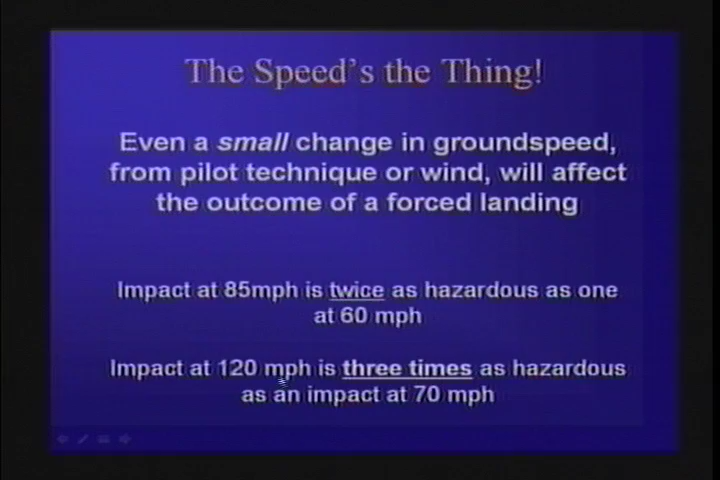 The Speed's the Thing!
Even a small change in groundspeed,
from pilot technique or wind, will affect
the outcome of a forced landing
Impact at 85mph is twice as hazardous as one
at 60 mph
Impact at 120 mph is three times as hazardous
as an impact at 70 mph